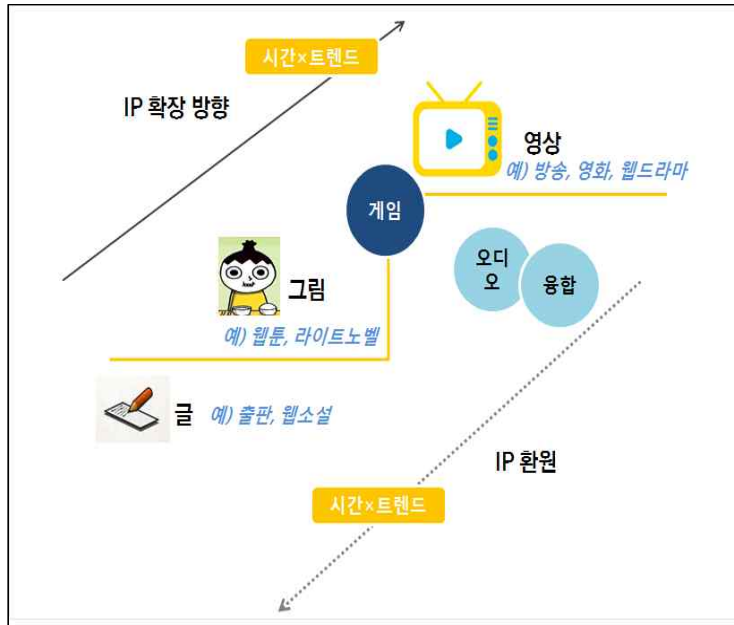 시간×트렌드
IP 확장 방향
영상
예) 방송, 영화, 웹드라마
게임
오디
오
융합
그림
예) 웹툰, 라이트노벨
글 예) 출판, 웹소설
IP 환원
시간×트렌드